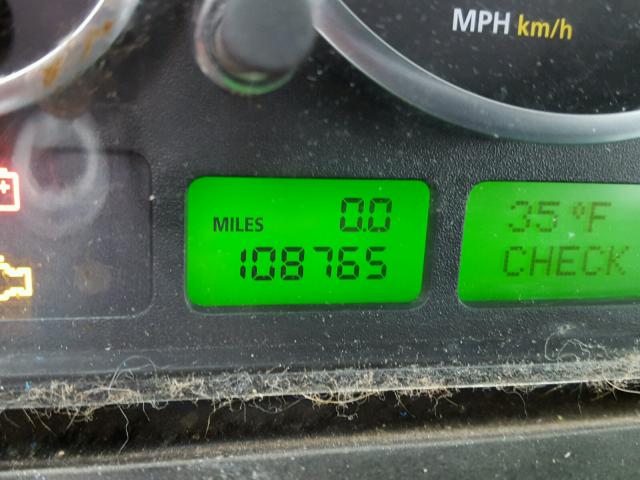 MPH km/h
MILES 0.0
108765
35°F
CHECK